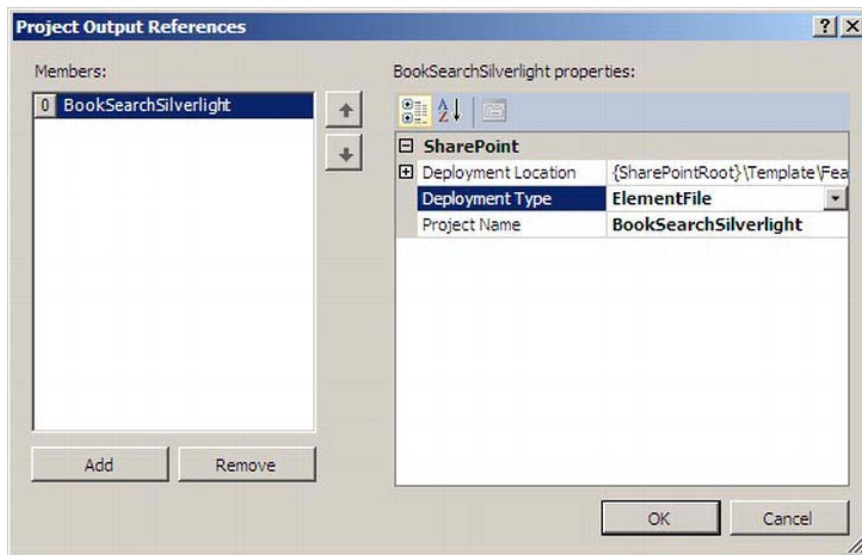 Project Output References
Members:
0 BookSearchSilverlight
Add Remove
BookSearchSilverlight properties:
SharePoint
Deployment Location {SharePointRoot}\Template\Fea
Deployment Type ElementFile
Project Name BookSearchSilverlight
OK Cancel